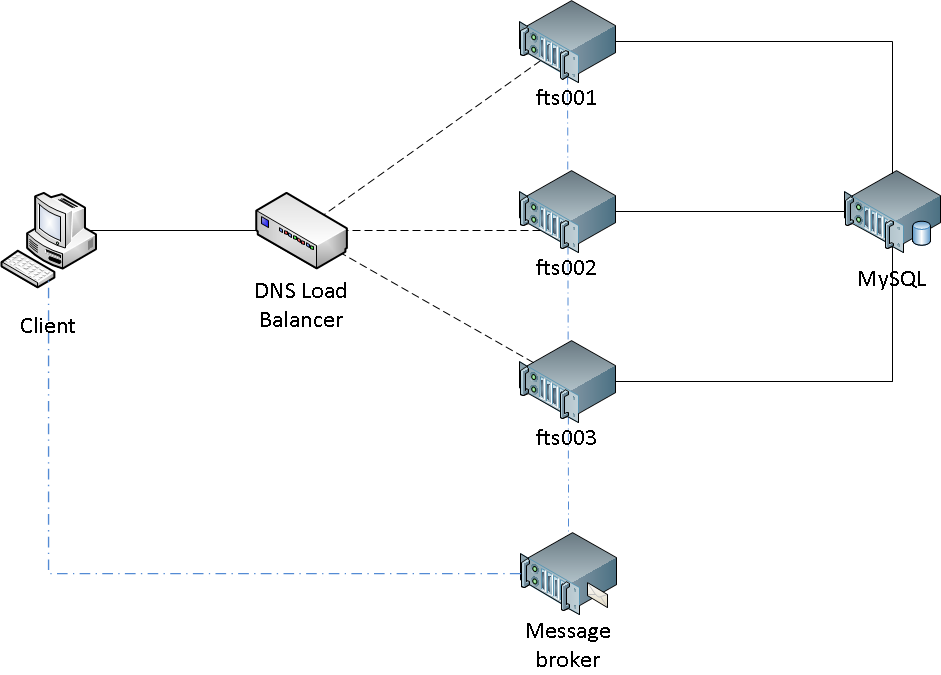 fts001
fts002
DNS Load
Balancer
MySQL
Client
fts003
Message
broker